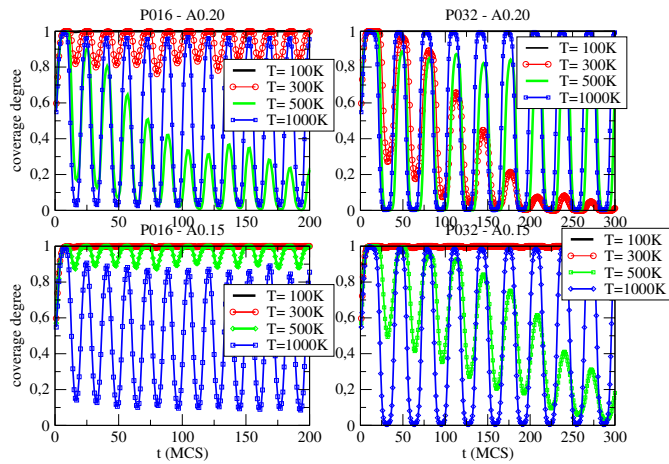 P016 - A0.20
P032 - A0.20
coverage degree
1
0,8
0,6
0,4
0,2
0
0
50
100
150
200
T= 100K
T= 300K
T= 500K
T=1000K
0
50
100
150
200
250
300
T= 100K
T= 300K
T= 500K
T=1000K
P016 - A0.15
P032 - A0.15
coverage degree
1
0,8
0,6
0,4
0,2
0
0
50
100
150
200
t (MCS)
T= 100K
T= 300K
T= 500K
T=1000K
0
50
100
150
200
250
300
t (MCS)
T= 100K
T= 300K
T= 500K
T=1000K